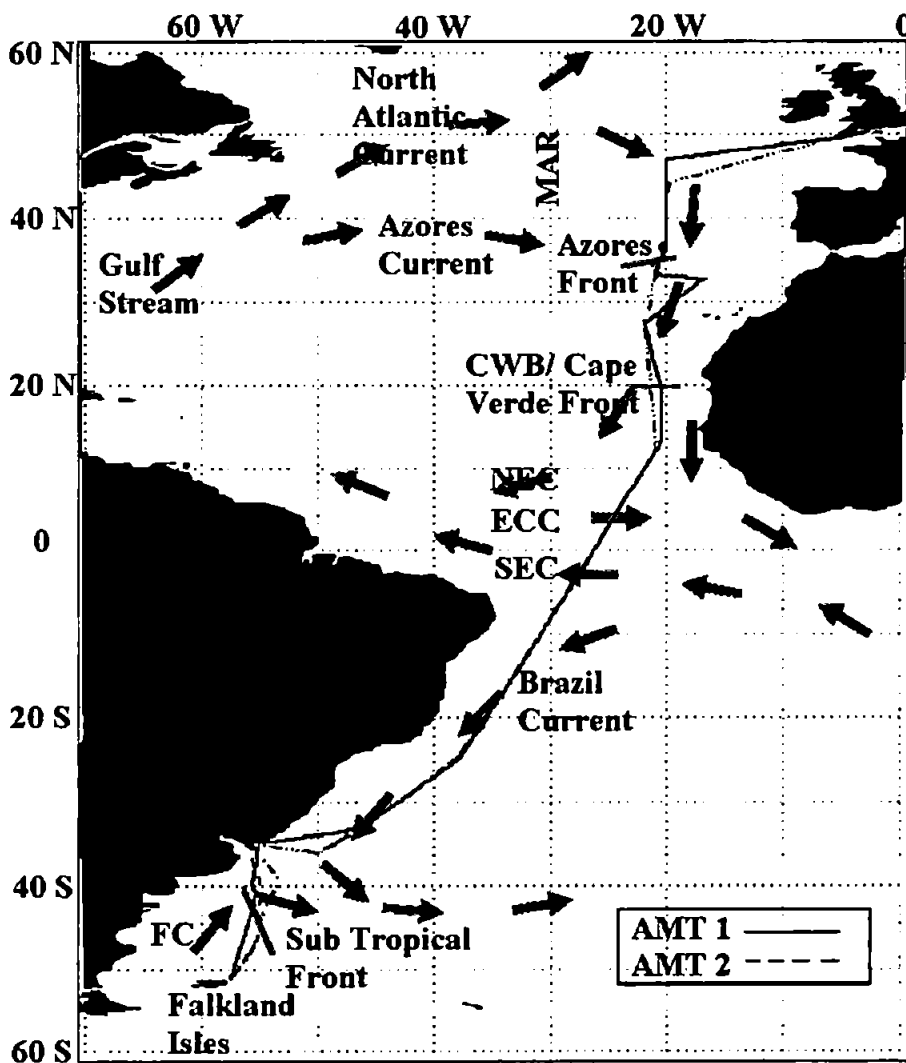 60 W 40 W 20 W 0
60 N
North
Atlantic
Current
MAR
40 N
Azores
Current
Azores
Front
Gulf
Stream
20 N
CWB/ Cape
Verde Front
NEC
ECC
0
SEC
Brazil
Current
20 S
40 S
FC
Sub Tropical
Front
AMT 1
AMT 2
Falkland
Isles
60 S